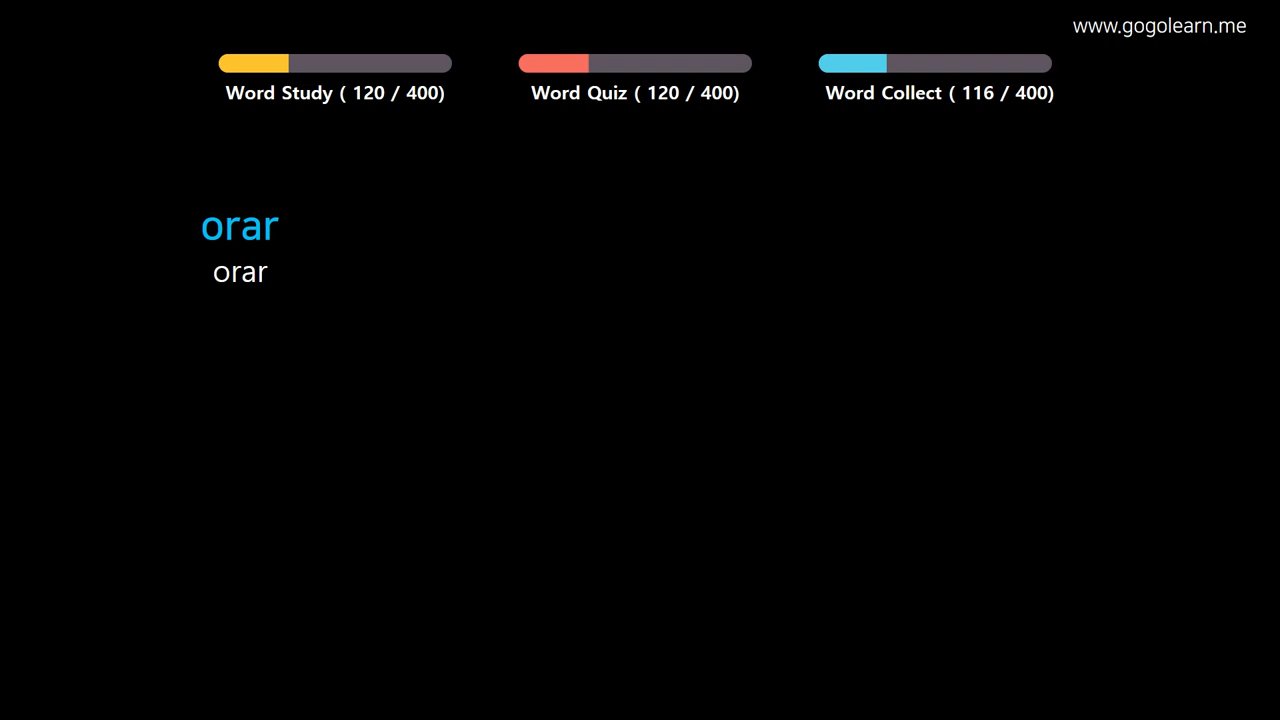 www.gogolearn.me
Word Study ( 120 / 400)
Word Quiz ( 120 / 400)
Word Collect ( 116 / 400)
orar
orar